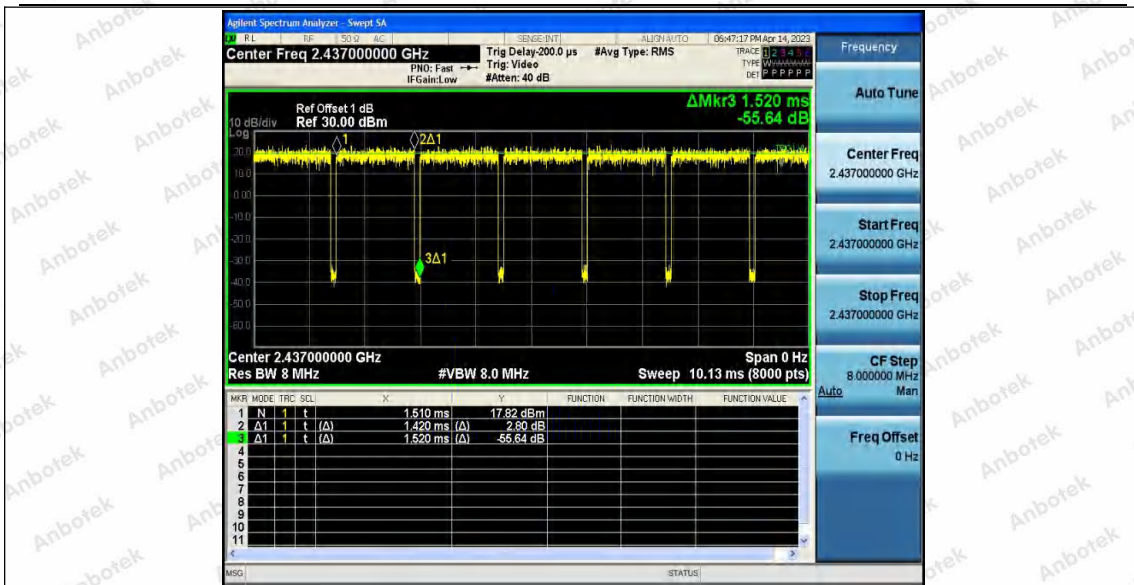 Agilent Spectrum Analyzer - Swept SA
RL RF 50 Ω AC SENSE:INT ALIGN AUTO 06:47:17 PM Apr 14, 2023
Center Freq 2.437000000 GHz
PNO: Fast
IFGain:Low
Trig Delay-200.0 µs
Trig: Video
#Atten: 40 dB
#Avg Type: RMS
TRACE 1 2 3 4 5 6
TYPE
DET P P P P P P
Frequency
Auto Tune
Center Freq
2.437000000 GHz
Start Freq
2.437000000 GHz
Stop Freq
2.437000000 GHz
CF Step
8.000000 MHz
Auto Man
Freq Offset
0 Hz
ΔMkr3 1.520 ms
-55.64 dB
Ref Offset 1 dB
10 dB/div Ref 30.00 dBm
Log
20.0
10.0
0.00
-10.0
-20.0
-30.0
-40.0
-50.0
-60.0
1
2Δ1
3Δ1
Center 2.437000000 GHz Span 0 Hz
Res BW 8 MHz #VBW 8.0 MHz Sweep 10.13 ms (8000 pts)
MKR MODE TRC SCL X Y FUNCTION FUNCTION WIDTH FUNCTION VALUE
1 N 1 t 1.510 ms 17.82 dBm
2 Δ1 1 t (Δ) 1.420 ms (Δ) 2.80 dB
3 Δ1 1 t (Δ) 1.520 ms (Δ) -55.64 dB
4
5
6
7
8
9
10
11
MSG STATUS
Anbotek